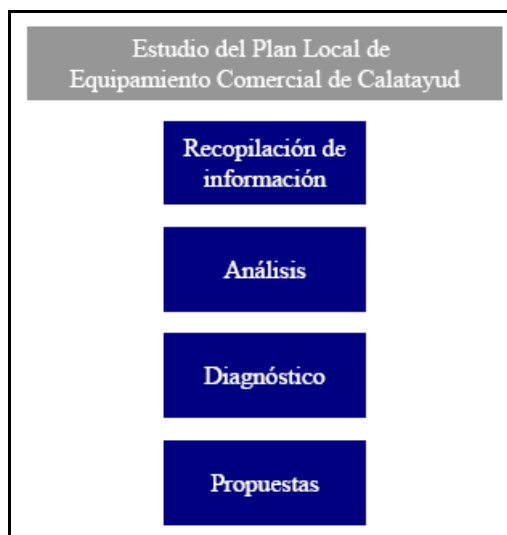 Estudio del Plan Local de
Equipamiento Comercial de Calatayud
Recopilación de
información
Análisis
Diagnóstico
Propuestas